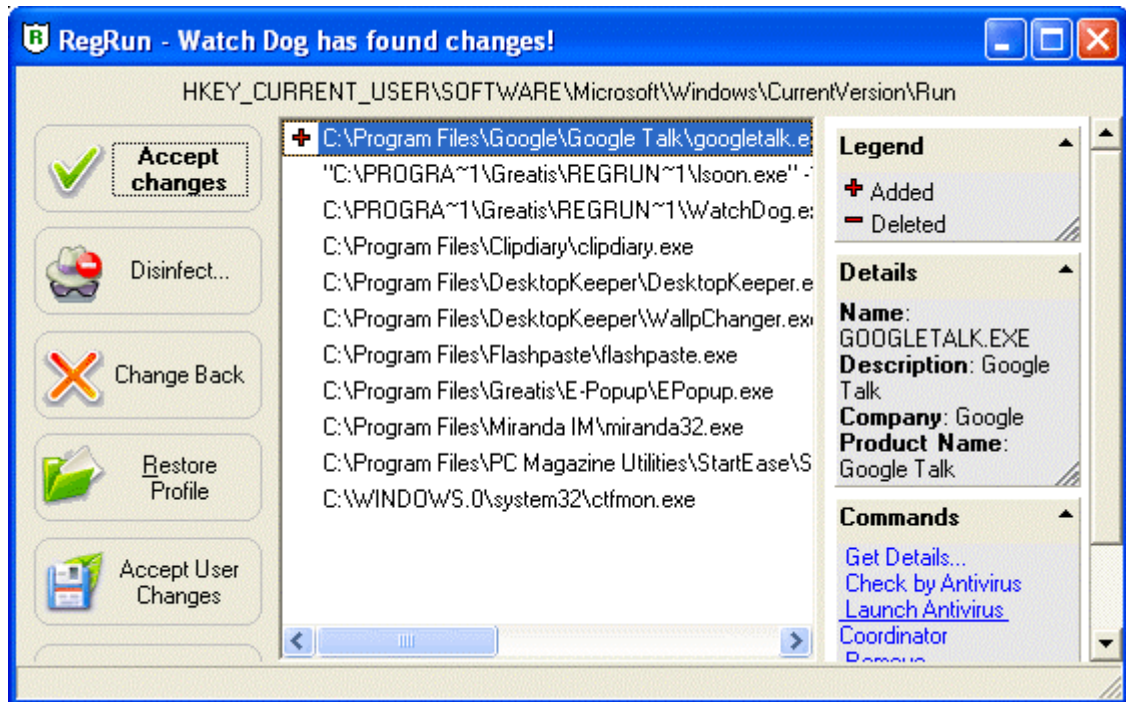 RegRun - Watch Dog has found changes!
HKEY_CURRENT_USER\SOFTWARE\Microsoft\Windows\CurrentVersion\Run
Accept
changes
Disinfect...
Change Back
Restore
Profile
Accept User
Changes
C:\Program Files\Google\Google Talk\googletalk.e
"C:\PROGRA~1\Greatis\REGRUN~1\lsoon.exe" -
C:\PROGRA~1\Greatis\REGRUN~1\WatchDog.e
C:\Program Files\Clipdiary\clipdiary.exe
C:\Program Files\DesktopKeeper\DesktopKeeper.e
C:\Program Files\DesktopKeeper\WallpChanger.exe
C:\Program Files\Flashpaste\flashpaste.exe
C:\Program Files\Greatis\E-Popup\EPopup.exe
C:\Program Files\Miranda IM\miranda32.exe
C:\Program Files\PC Magazine Utilities\StartEase\S
C:\WINDOWS.0\system32\ctfmon.exe
Legend
Added
Deleted
Details
Name:
GOOGLETALK.EXE
Description: Google
Talk
Company: Google
Product Name:
Google Talk
Commands
Get Details...
Check by Antivirus
Launch Antivirus
Coordinator
Remove